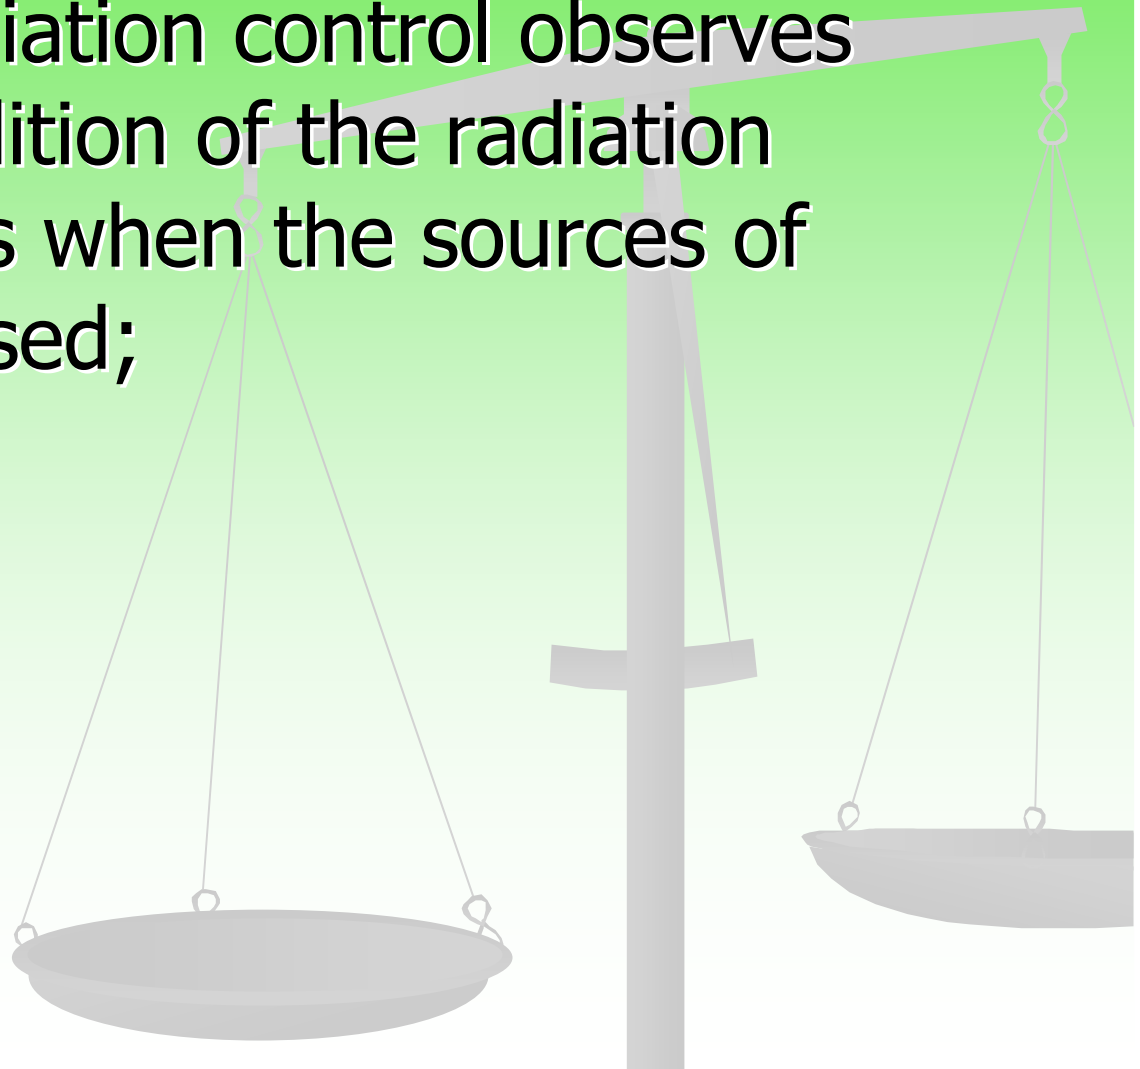 iation control observes
lition of the radiation
s when the sources of
sed;